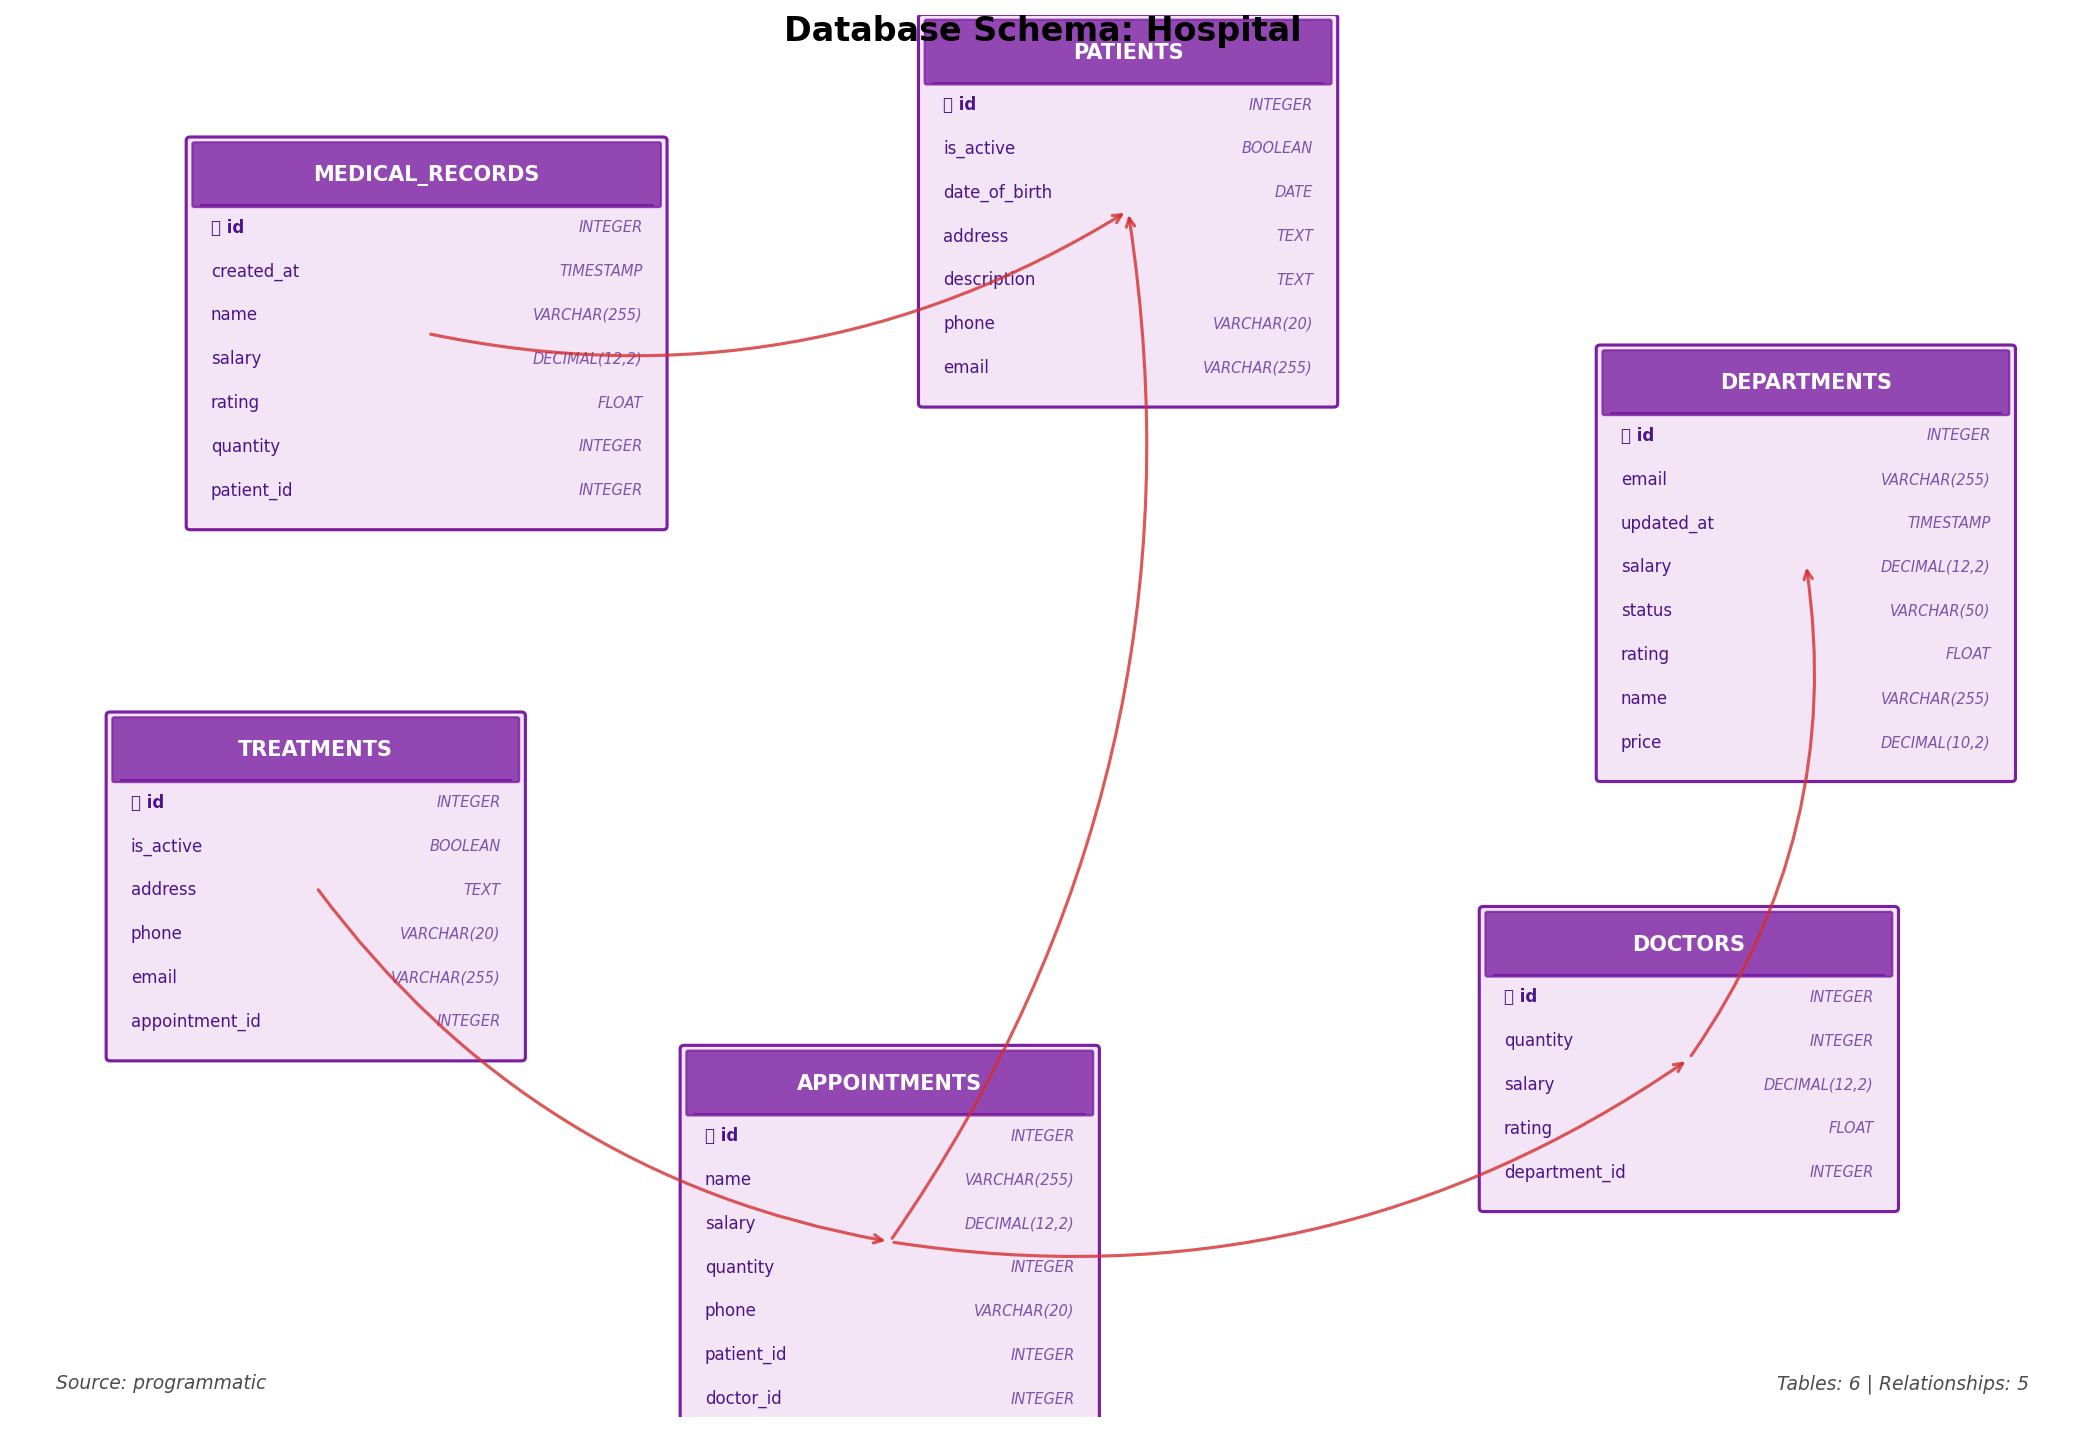 Database Schema: Hospital
PATIENTS
id INTEGER
is_active BOOLEAN
date_of_birth DATE
address TEXT
description TEXT
phone VARCHAR(20)
email VARCHAR(255)
MEDICAL_RECORDS
id INTEGER
created_at TIMESTAMP
name VARCHAR(255)
salary DECIMAL(12,2)
rating FLOAT
quantity INTEGER
patient_id INTEGER
DEPARTMENTS
id INTEGER
email VARCHAR(255)
updated_at TIMESTAMP
salary DECIMAL(12,2)
status VARCHAR(50)
rating FLOAT
name VARCHAR(255)
price DECIMAL(10,2)
TREATMENTS
id INTEGER
is_active BOOLEAN
address TEXT
phone VARCHAR(20)
email VARCHAR(255)
appointment_id INTEGER
DOCTORS
id INTEGER
quantity INTEGER
salary DECIMAL(12,2)
rating FLOAT
department_id INTEGER
APPOINTMENTS
id INTEGER
name VARCHAR(255)
salary DECIMAL(12,2)
quantity INTEGER
phone VARCHAR(20)
patient_id INTEGER
doctor_id INTEGER
Source: programmatic
Tables: 6 | Relationships: 5